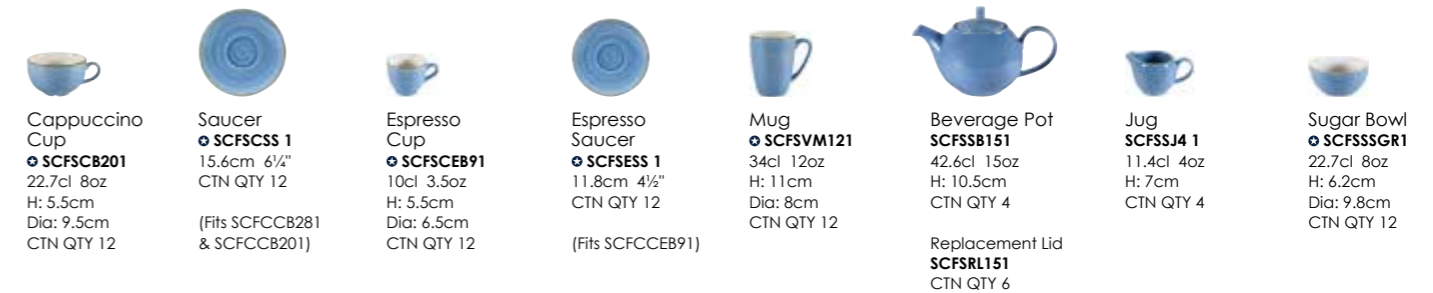 Cappuccino
Cup
✪ SCFSCB201
22.7cl 8oz
H: 5.5cm
Dia: 9.5cm
CTN QTY 12
Saucer
✪ SCFSCSS 1
15.6cm 6¼"
CTN QTY 12
(Fits SCFCCB281
& SCFCCB201)
Espresso
Cup
✪ SCFSCEB91
10cl 3.5oz
H: 5.5cm
Dia: 6.5cm
CTN QTY 12
Espresso
Saucer
✪ SCFSESS 1
11.8cm 4½"
CTN QTY 12
(Fits SCFCCEB91)
Mug
✪ SCFSVM121
34cl 12oz
H: 11cm
Dia: 8cm
CTN QTY 12
Beverage Pot
SCFSSB151
42.6cl 15oz
H: 10.5cm
CTN QTY 4
Replacement Lid
SCFSRL151
CTN QTY 6
Jug
SCFSSJ4 1
11.4cl 4oz
H: 7cm
CTN QTY 4
Sugar Bowl
✪ SCFSSSGR1
22.7cl 8oz
H: 6.2cm
Dia: 9.8cm
CTN QTY 12